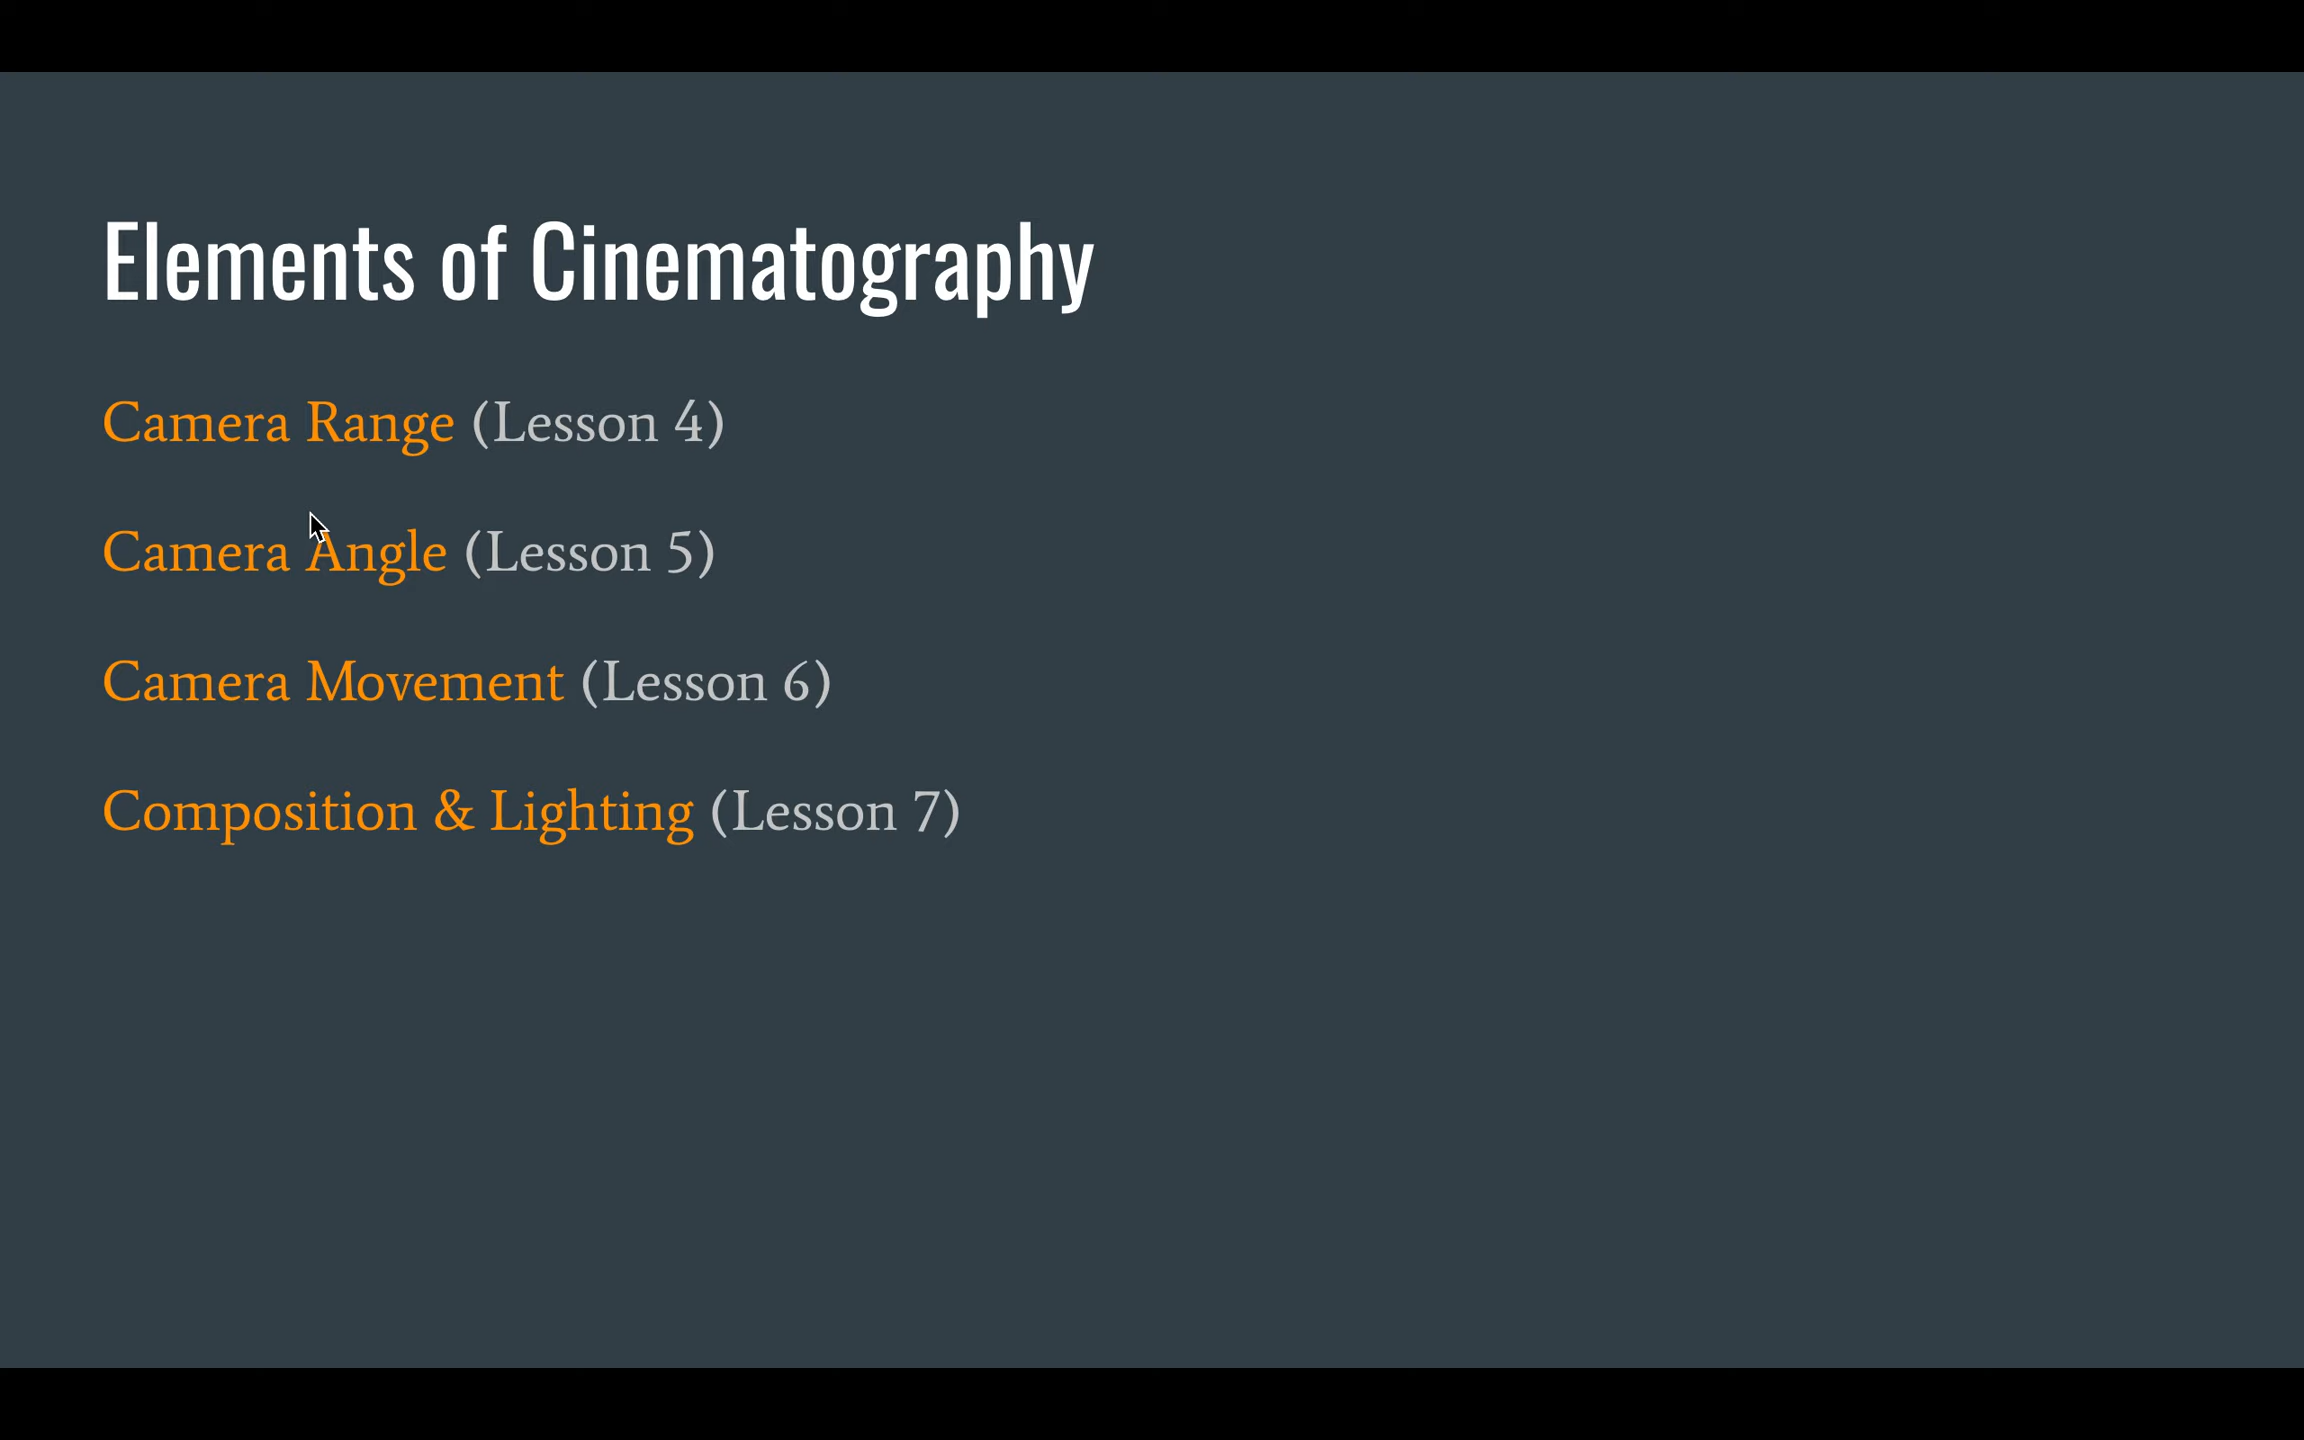 Elements of Cinematography
Camera Range (Lesson 4)
Camera Angle (Lesson 5)
Camera Movement (Lesson 6)
Composition & Lighting (Lesson 7)